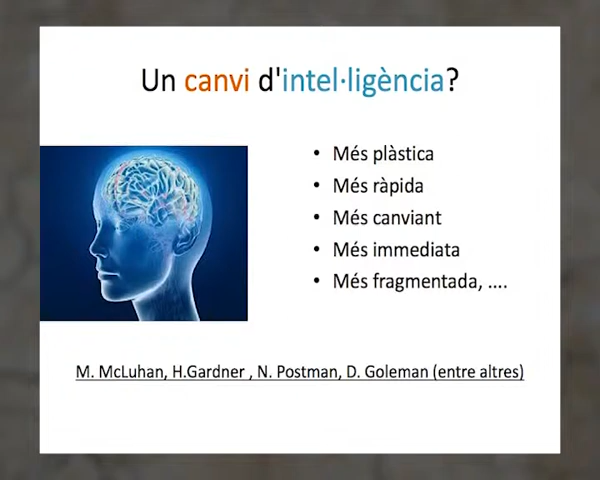 Un canvi d'intel·ligència?
• Més plàstica
• Més ràpida
• Més canviant
• Més immediata
• Més fragmentada, ....
M. McLuhan, H.Gardner , N. Postman, D. Goleman (entre altres)